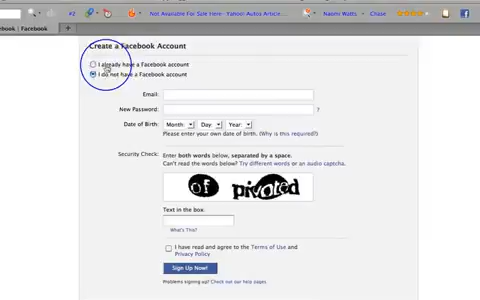 #2
Not Available For Sale Here - Yahoo! Autos Article...
Naomi Watts
Chase
Facebook | Facebook
Create a Facebook Account
I already have a Facebook account
I do not have a Facebook account
Email:
New Password:
?
Date of Birth: Month: Day: Year:
Please enter your own date of birth. (Why is this required?)
Security Check: Enter both words below, separated by a space.
Can't read the words below? Try different words or an audio captcha.
of pivoted
Text in the box:
What's This?
I have read and agree to the Terms of Use and
Privacy Policy
Sign Up Now!
Problems signing up? Check out our help pages.